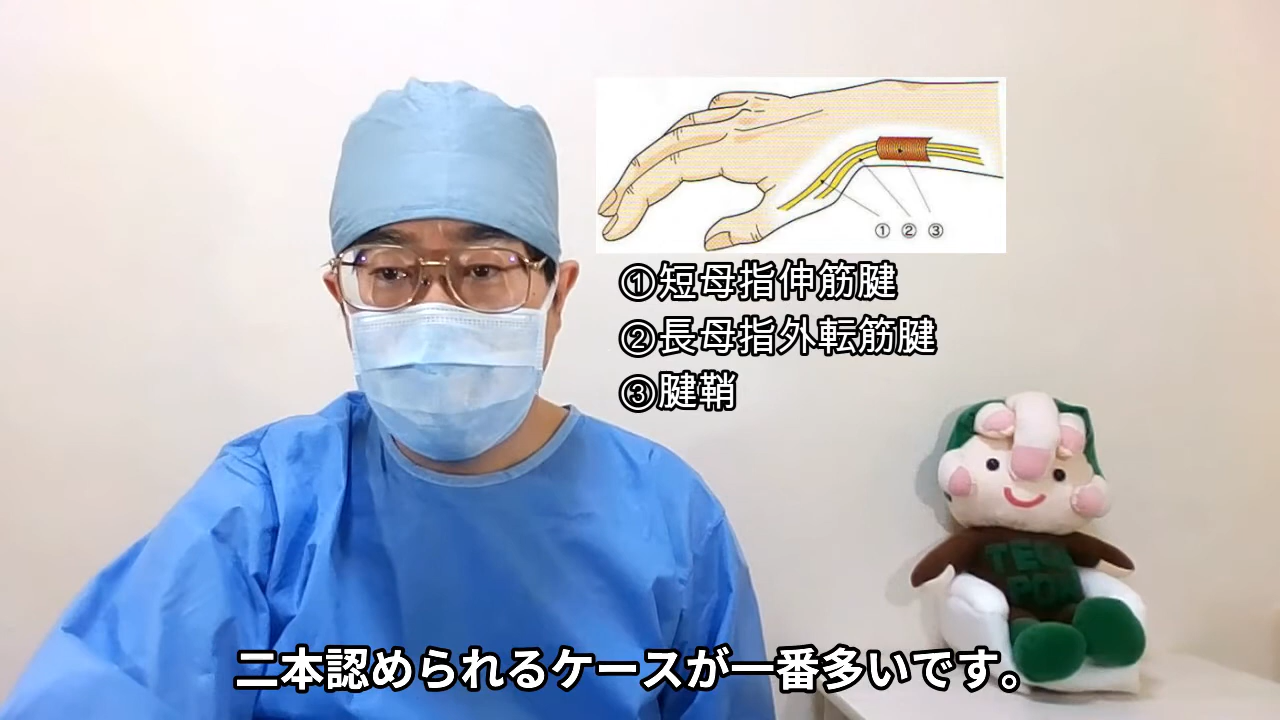 ① ② ③
①短母指伸筋腱
②長母指外転筋腱
③腱鞘
二本認められるケースが一番多いです。